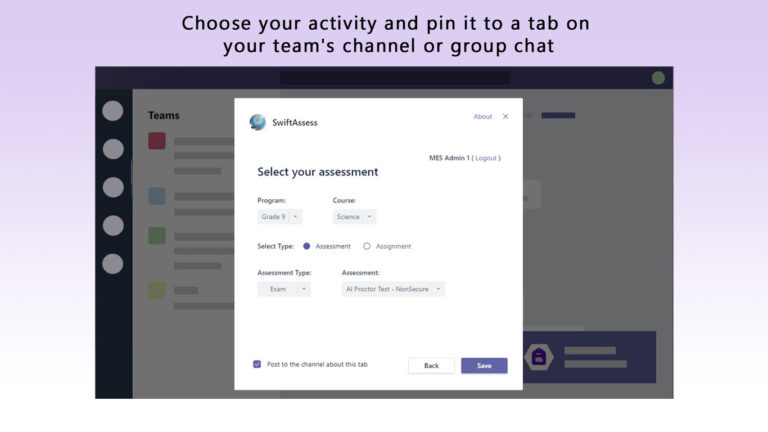 Choose your activity and pin it to a tab on
your team's channel or group chat
Teams
SwiftAssess
About ×
MES Admin 1 ( Logout )
Select your assessment
Program: Course:
Grade 9 Science
Select Type: Assessment Assignment
Assessment Type: Assessment:
Exam AI Proctor Test - NonSecure
Post to the channel about this tab Back Save